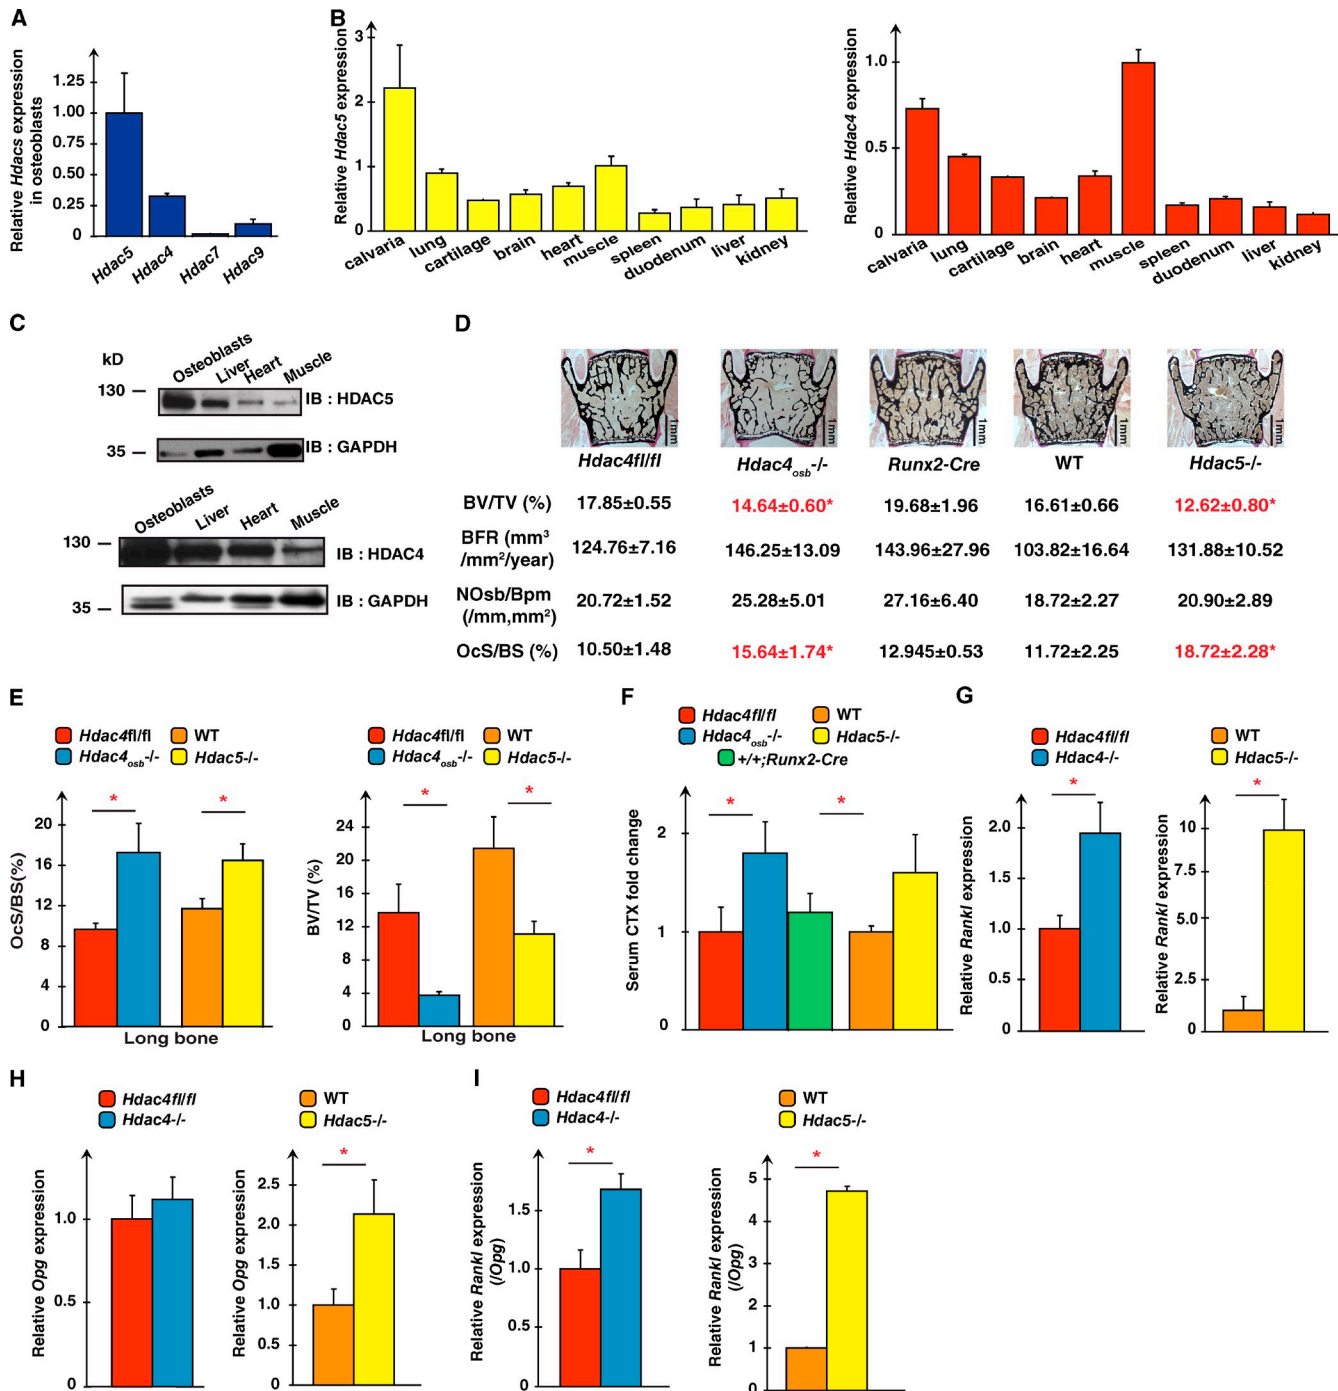 A
Relative Hdacs expression
in osteoblasts
1.25
1.00
0.75
0.50
0.25
0
Hdac5
Hdac4
Hdac7
Hdac9
B
Relative Hdac5 expression
3
2
1
0
calvaria
lung
cartilage
brain
heart
muscle
spleen
duodenum
liver
kidney
Relative Hdac4 expression
1.0
0.5
0
calvaria
lung
cartilage
brain
heart
muscle
spleen
duodenum
liver
kidney
C
kD
Osteoblasts
Liver
Heart
Muscle
130
IB : HDAC5
35
IB : GAPDH
Osteoblasts
Liver
Heart
Muscle
130
IB : HDAC4
35
IB : GAPDH
D
1mm
1mm
1mm
1mm
1mm
Hdac4fl/fl Hdac4osb-/- Runx2-Cre WT Hdac5-/-
BV/TV (%) 17.85±0.55 14.64±0.60* 19.68±1.96 16.61±0.66 12.62±0.80*
BFR (mm³
/mm²/year) 124.76±7.16 146.25±13.09 143.96±27.96 103.82±16.64 131.88±10.52
NOsb/Bpm
(/mm,mm²) 20.72±1.52 25.28±5.01 27.16±6.40 18.72±2.27 20.90±2.89
OcS/BS (%) 10.50±1.48 15.64±1.74* 12.945±0.53 11.72±2.25 18.72±2.28*
E
Hdac4fl/fl WT
Hdac4osb-/- Hdac5-/-
OcS/BS(%)
20
16
12
8
4
0
* *
Long bone
Hdac4fl/fl WT
Hdac4osb-/- Hdac5-/-
BV/TV (%)
24
20
16
12
8
4
0
* *
Long bone
F
Hdac4fl/fl WT
Hdac4osb-/- Hdac5-/-
+/+;Runx2-Cre
Serum CTX fold change
2
1
0
* *
G
Hdac4fl/fl
Hdac4-/-
Relative Rankl expression
2.0
1.5
1.0
0.5
0
*
WT
Hdac5-/-
Relative Rankl expression
10
7.5
5.0
2.5
0
*
H
Hdac4fl/fl
Hdac4-/-
Relative Opg expression
1.0
0.5
0
WT
Hdac5-/-
Relative Opg expression
2.5
2.0
1.5
1.0
0.5
0
*
I
Hdac4fl/fl
Hdac4-/-
Relative Rankl expression
(/Opg)
1.5
1.0
0.5
0
*
WT
Hdac5-/-
Relative Rankl expression
(/Opg)
5
4
3
2
1
0
*